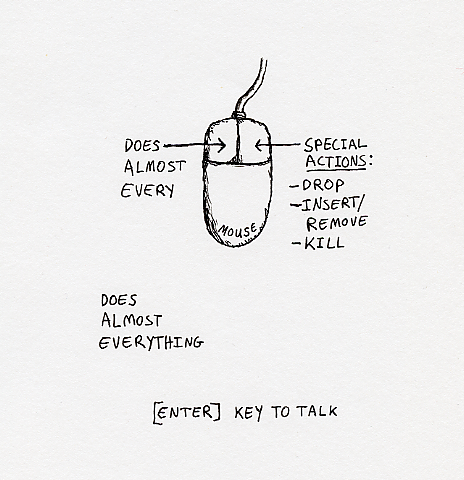 DOES
ALMOST
EVERY
SPECIAL
ACTIONS:
-DROP
-INSERT/
REMOVE
-KILL
MOUSE
DOES
ALMOST
EVERYTHING
[ENTER] KEY TO TALK